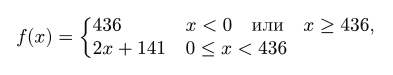 f(x) = { 436 x < 0 или x ≥ 436,
2x + 141 0 ≤ x < 436